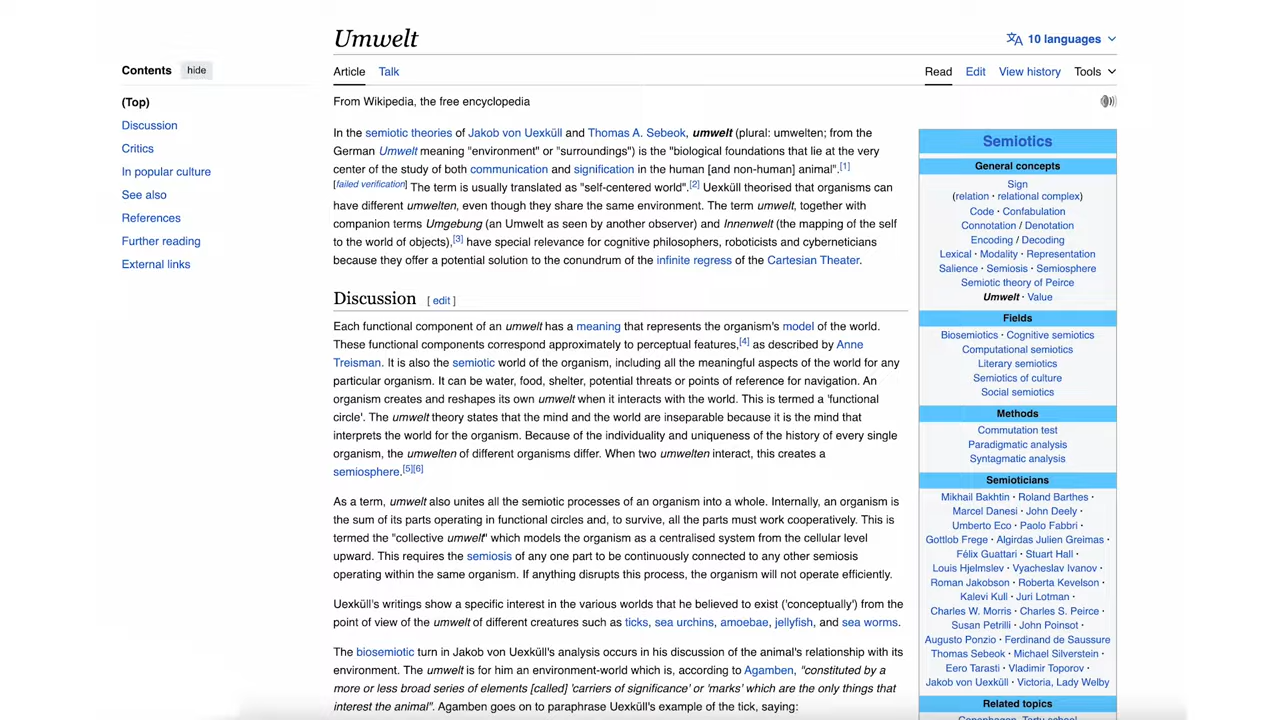 Umwelt
10 languages
Contents hide
(Top)
Discussion
Critics
In popular culture
See also
References
Further reading
External links
Article Talk
Read Edit View history Tools
From Wikipedia, the free encyclopedia
In the semiotic theories of Jakob von Uexküll and Thomas A. Sebeok, umwelt (plural: umwelten; from the
German Umwelt meaning "environment" or "surroundings") is the "biological foundations that lie at the very
center of the study of both communication and signification in the human [and non-human] animal".[1]
[failed verification] The term is usually translated as "self-centered world".[2] Uexküll theorised that organisms can
have different umwelten, even though they share the same environment. The term umwelt, together with
companion terms Umgebung (an Umwelt as seen by another observer) and Innenwelt (the mapping of the self
to the world of objects),[3] have special relevance for cognitive philosophers, roboticists and cyberneticians
because they offer a potential solution to the conundrum of the infinite regress of the Cartesian Theater.
Discussion [ edit ]
Each functional component of an umwelt has a meaning that represents the organism's model of the world.
These functional components correspond approximately to perceptual features,[4] as described by Anne
Treisman. It is also the semiotic world of the organism, including all the meaningful aspects of the world for any
particular organism. It can be water, food, shelter, potential threats or points of reference for navigation. An
organism creates and reshapes its own umwelt when it interacts with the world. This is termed a 'functional
circle'. The umwelt theory states that the mind and the world are inseparable because it is the mind that
interprets the world for the organism. Because of the individuality and uniqueness of the history of every single
organism, the umwelten of different organisms differ. When two umwelten interact, this creates a
semiosphere.[5][6]
As a term, umwelt also unites all the semiotic processes of an organism into a whole. Internally, an organism is
the sum of its parts operating in functional circles and, to survive, all the parts must work cooperatively. This is
termed the "collective umwelt" which models the organism as a centralised system from the cellular level
upward. This requires the semiosis of any one part to be continuously connected to any other semiosis
operating within the same organism. If anything disrupts this process, the organism will not operate efficiently.
Uexküll's writings show a specific interest in the various worlds that he believed to exist ('conceptually') from the
point of view of the umwelt of different creatures such as ticks, sea urchins, amoebae, jellyfish, and sea worms.
The biosemiotic turn in Jakob von Uexküll's analysis occurs in his discussion of the animal's relationship with its
environment. The umwelt is for him an environment-world which is, according to Agamben, "constituted by a
more or less broad series of elements [called] 'carriers of significance' or 'marks' which are the only things that
interest the animal". Agamben goes on to paraphrase Uexküll's example of the tick, saying:
Semiotics
General concepts
Sign
(relation · relational complex)
Code · Confabulation
Connotation / Denotation
Encoding / Decoding
Lexical · Modality · Representation
Salience · Semiosis · Semiosphere
Semiotic theory of Peirce
Umwelt · Value
Fields
Biosemiotics · Cognitive semiotics
Computational semiotics
Literary semiotics
Semiotics of culture
Social semiotics
Methods
Commutation test
Paradigmatic analysis
Syntagmatic analysis
Semioticians
Mikhail Bakhtin · Roland Barthes ·
Marcel Danesi · John Deely ·
Umberto Eco · Paolo Fabbri ·
Gottlob Frege · Algirdas Julien Greimas ·
Félix Guattari · Stuart Hall ·
Louis Hjelmslev · Vyacheslav Ivanov ·
Roman Jakobson · Roberta Kevelson ·
Kalevi Kull · Juri Lotman ·
Charles W. Morris · Charles S. Peirce ·
Susan Petrilli · John Poinsot ·
Augusto Ponzio · Ferdinand de Saussure
Thomas Sebeok · Michael Silverstein ·
Eero Tarasti · Vladimir Toporov ·
Jakob von Uexküll · Victoria, Lady Welby
Related topics